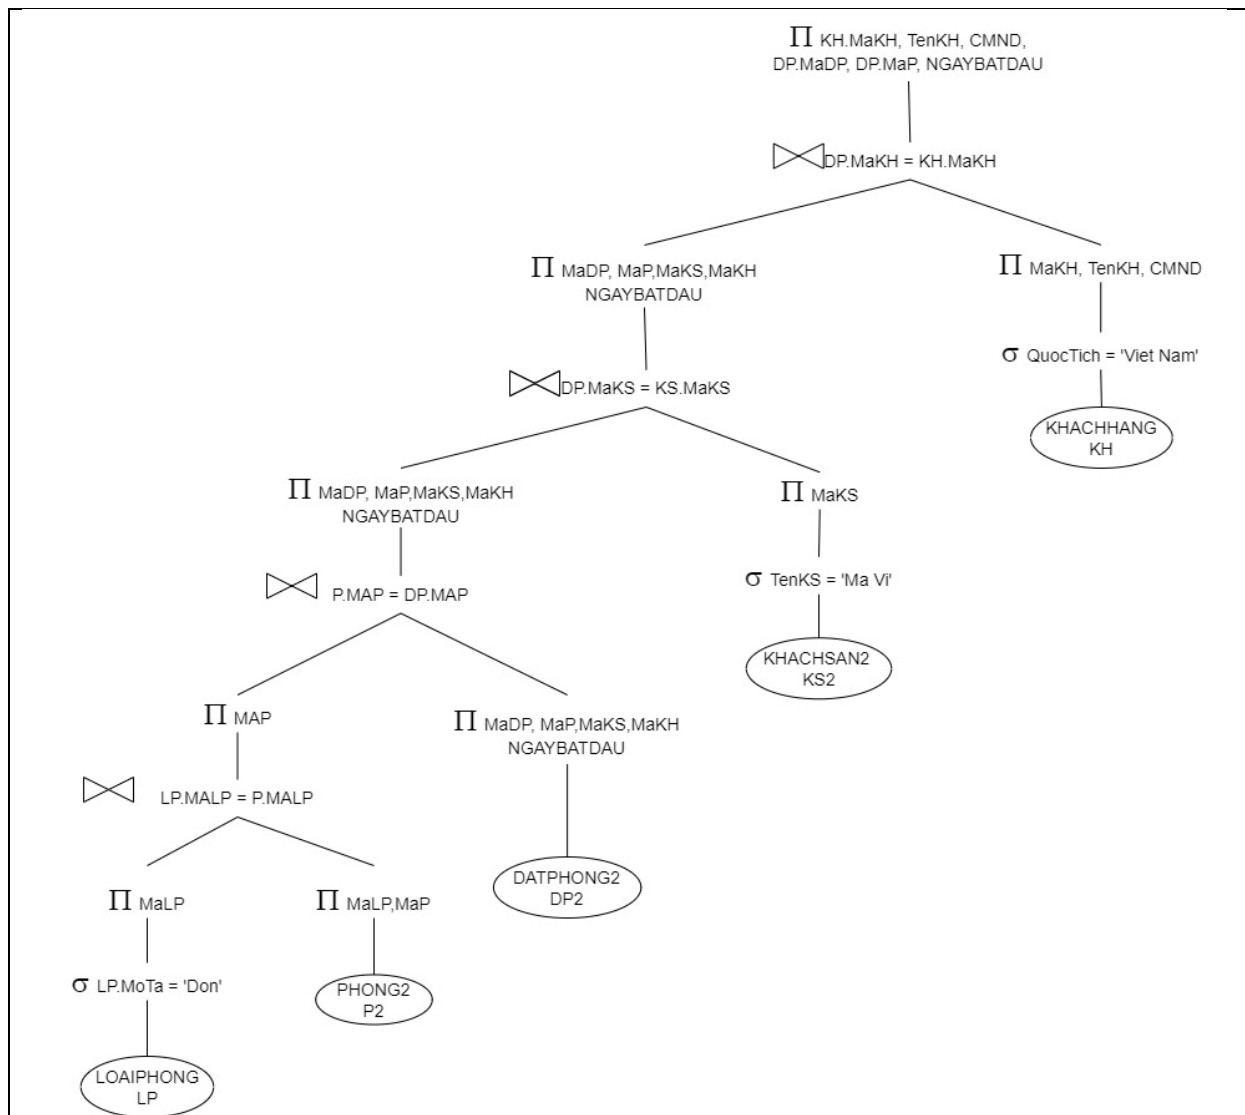 Π KH.MaKH, TenKH, CMND,
DP.MaDP, DP.MaP, NGAYBATDAU
DP.MaKH = KH.MaKH
Π MaDP, MaP,MaKS,MaKH
NGAYBATDAU
Π MaKH, TenKH, CMND
σ QuocTich = 'Viet Nam'
KHACHHANG
KH
DP.MaKS = KS.MaKS
Π MaDP, MaP,MaKS,MaKH
NGAYBATDAU
Π MaKS
σ TenKS = 'Ma Vi'
KHACHSAN2
KS2
P.MAP = DP.MAP
Π MAP
Π MaDP, MaP,MaKS,MaKH
NGAYBATDAU
LP.MALP = P.MALP
DATPHONG2
DP2
Π MaLP
Π MaLP,MaP
σ LP.MoTa = 'Don'
PHONG2
P2
LOAIPHONG
LP